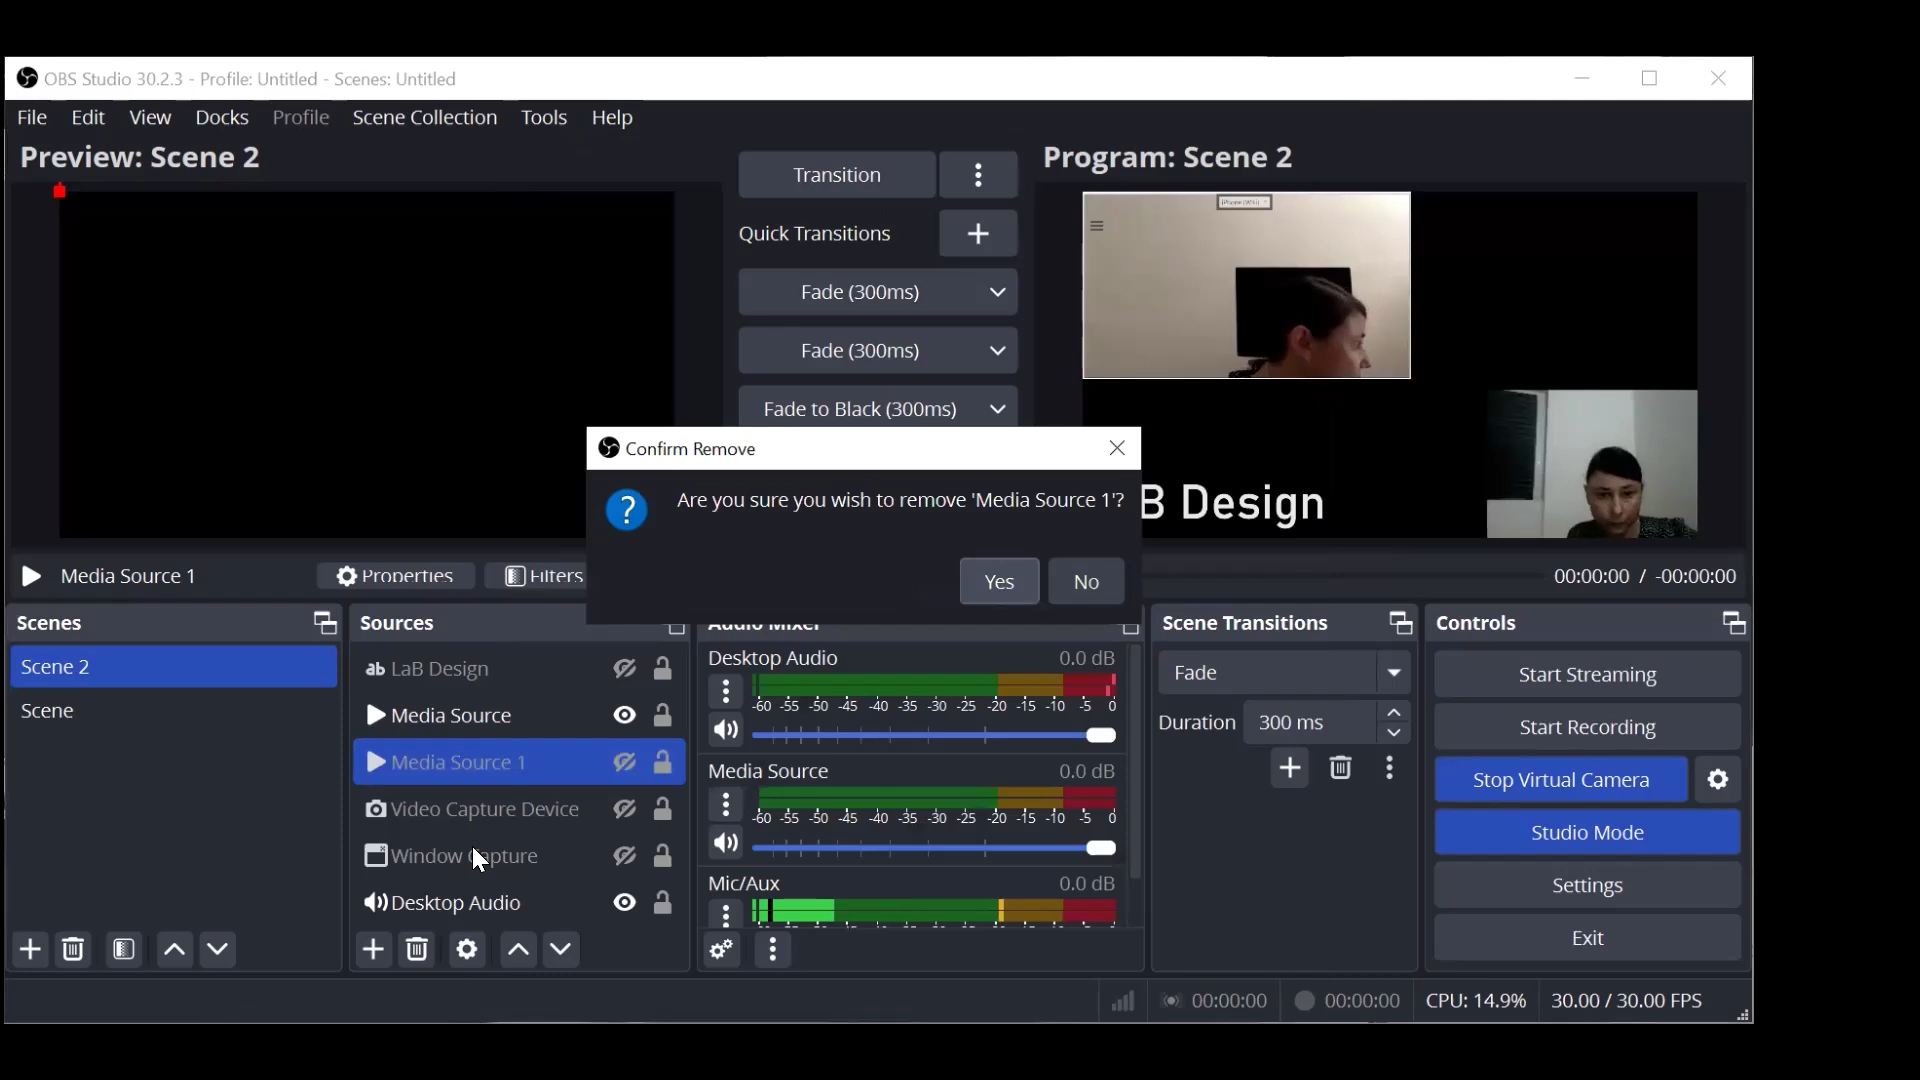 OBS Studio 30.2.3 - Profile: Untitled - Scenes: Untitled
File Edit View Docks Profile Scene Collection Tools Help
Preview: Scene 2
Transition
Quick Transitions
Fade (300ms)
Fade (300ms)
Fade to Black (300ms)
Program: Scene 2
B Design
Confirm Remove
Are you sure you wish to remove 'Media Source 1'?
Yes No
Media Source 1
Properties
Filters
00:00:00 / -00:00:00
Scenes
Scene 2
Scene
Sources
ab LaB Design
Media Source
Media Source 1
Video Capture Device
Window Capture
Desktop Audio
Audio Mixer
Desktop Audio 0.0 dB
-60 -55 -50 -45 -40 -35 -30 -25 -20 -15 -10 -5 0
Media Source 0.0 dB
-60 -55 -50 -45 -40 -35 -30 -25 -20 -15 -10 -5 0
Mic/Aux 0.0 dB
Scene Transitions
Fade
Duration 300 ms
Controls
Start Streaming
Start Recording
Stop Virtual Camera
Studio Mode
Settings
Exit
00:00:00
00:00:00
CPU: 14.9%
30.00 / 30.00 FPS